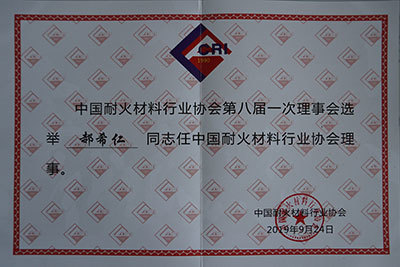 CRI
1990
中国耐火材料行业协会第八届一次理事会选
举 郝希仁 同志任中国耐火材料行业协会理
事。
中国耐火材料行业协会
2019年9月24日